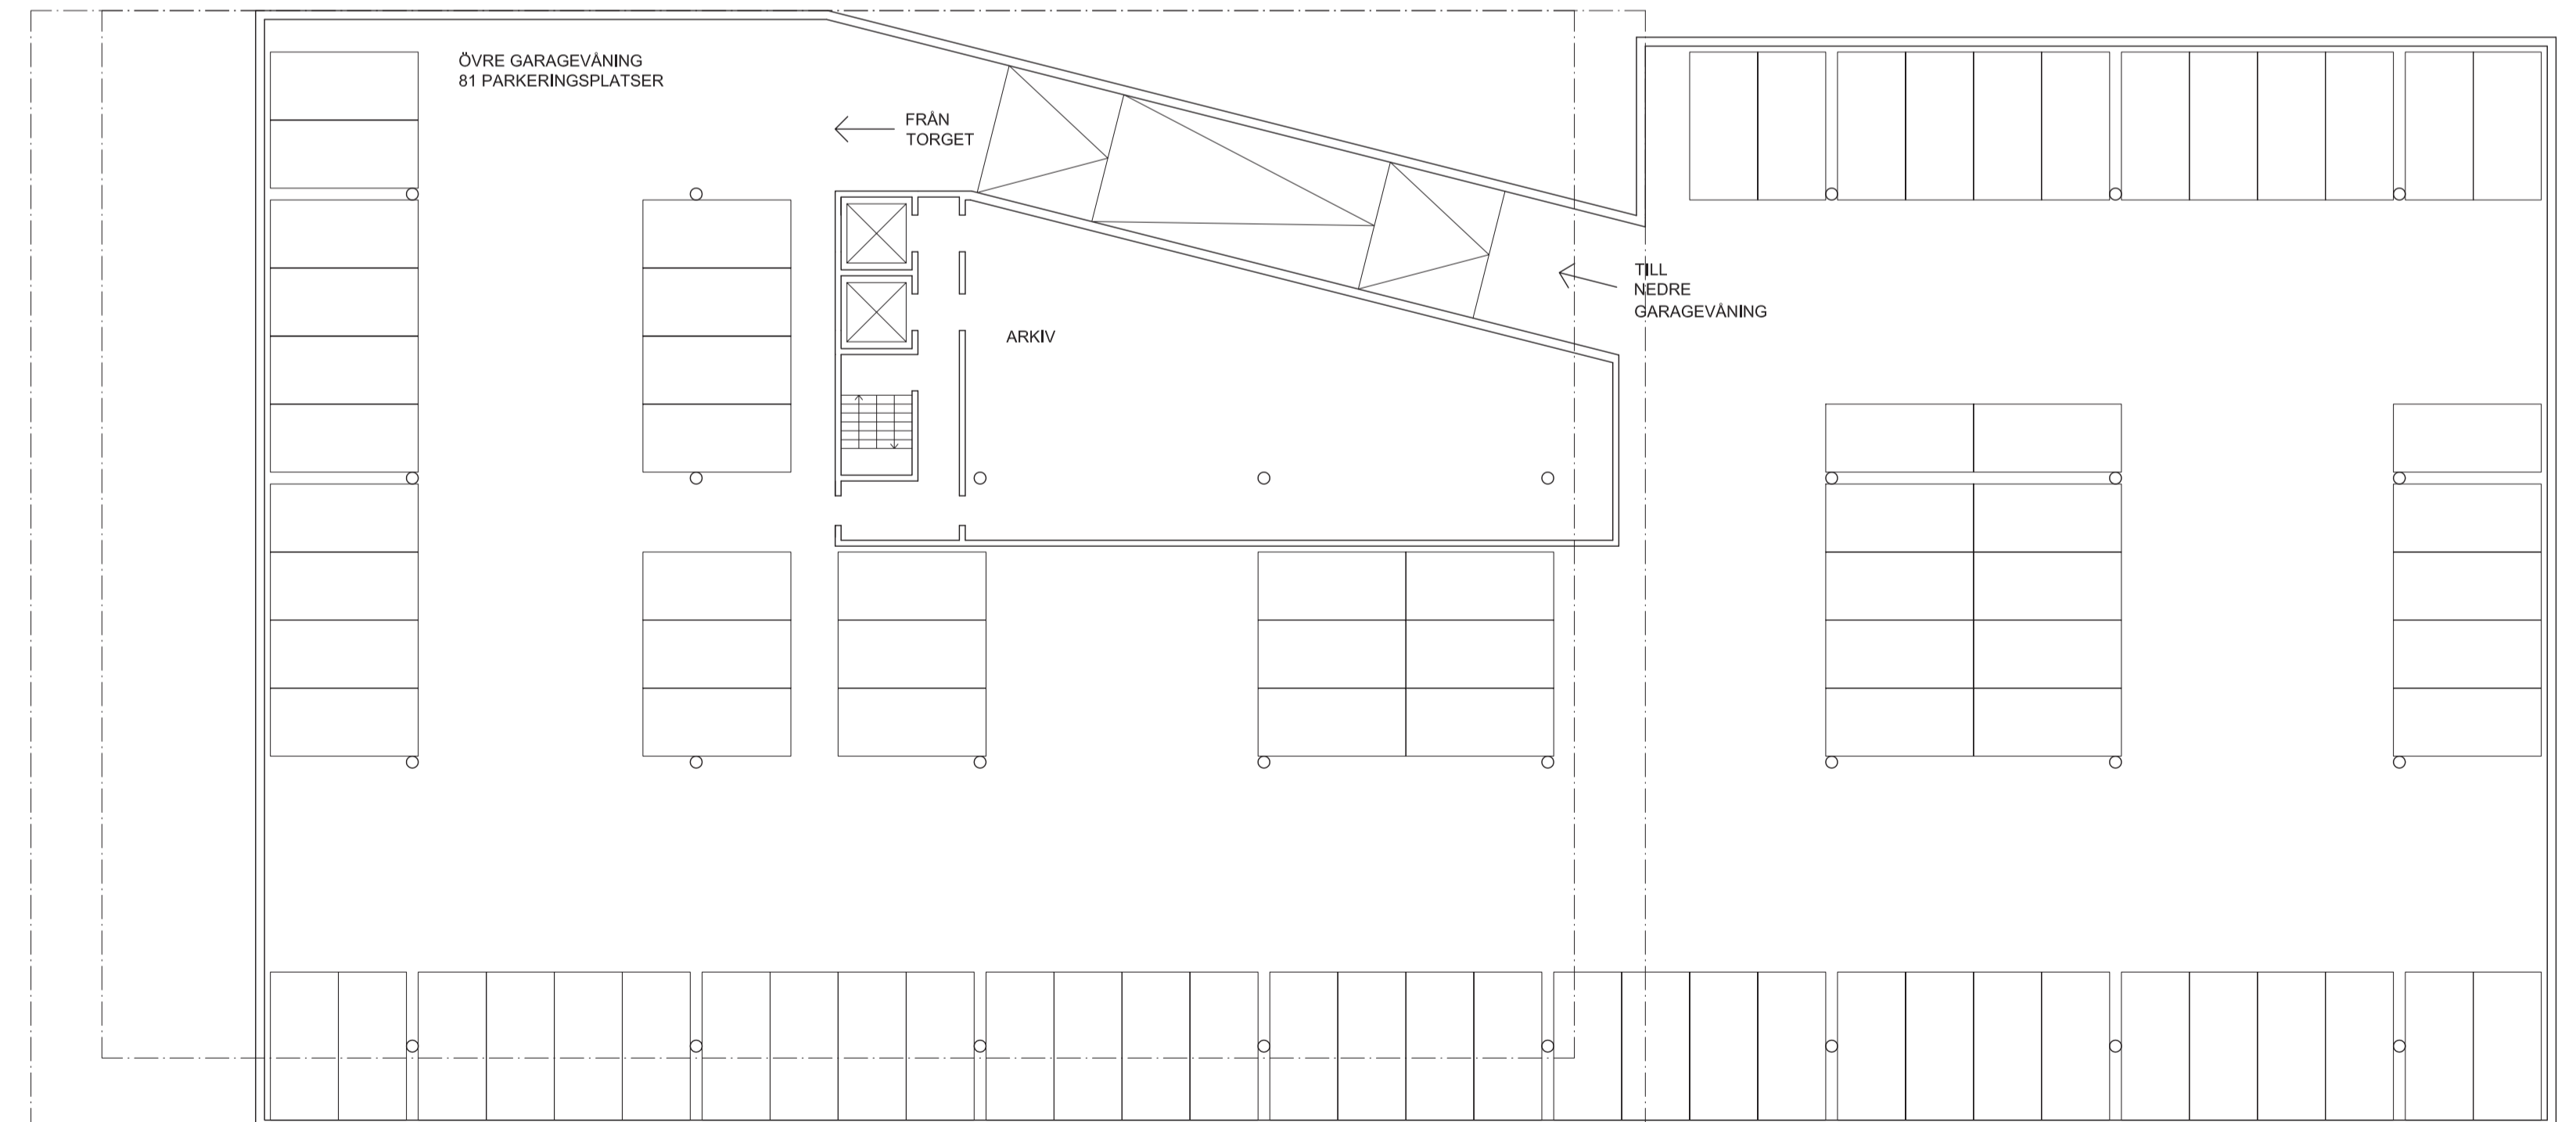 ÖVRE GARAGEVÅNING
81 PARKERINGSPLATSER
FRÅN
TORGET
TILL
NEDRE
GARAGEVÅNING
ARKIV